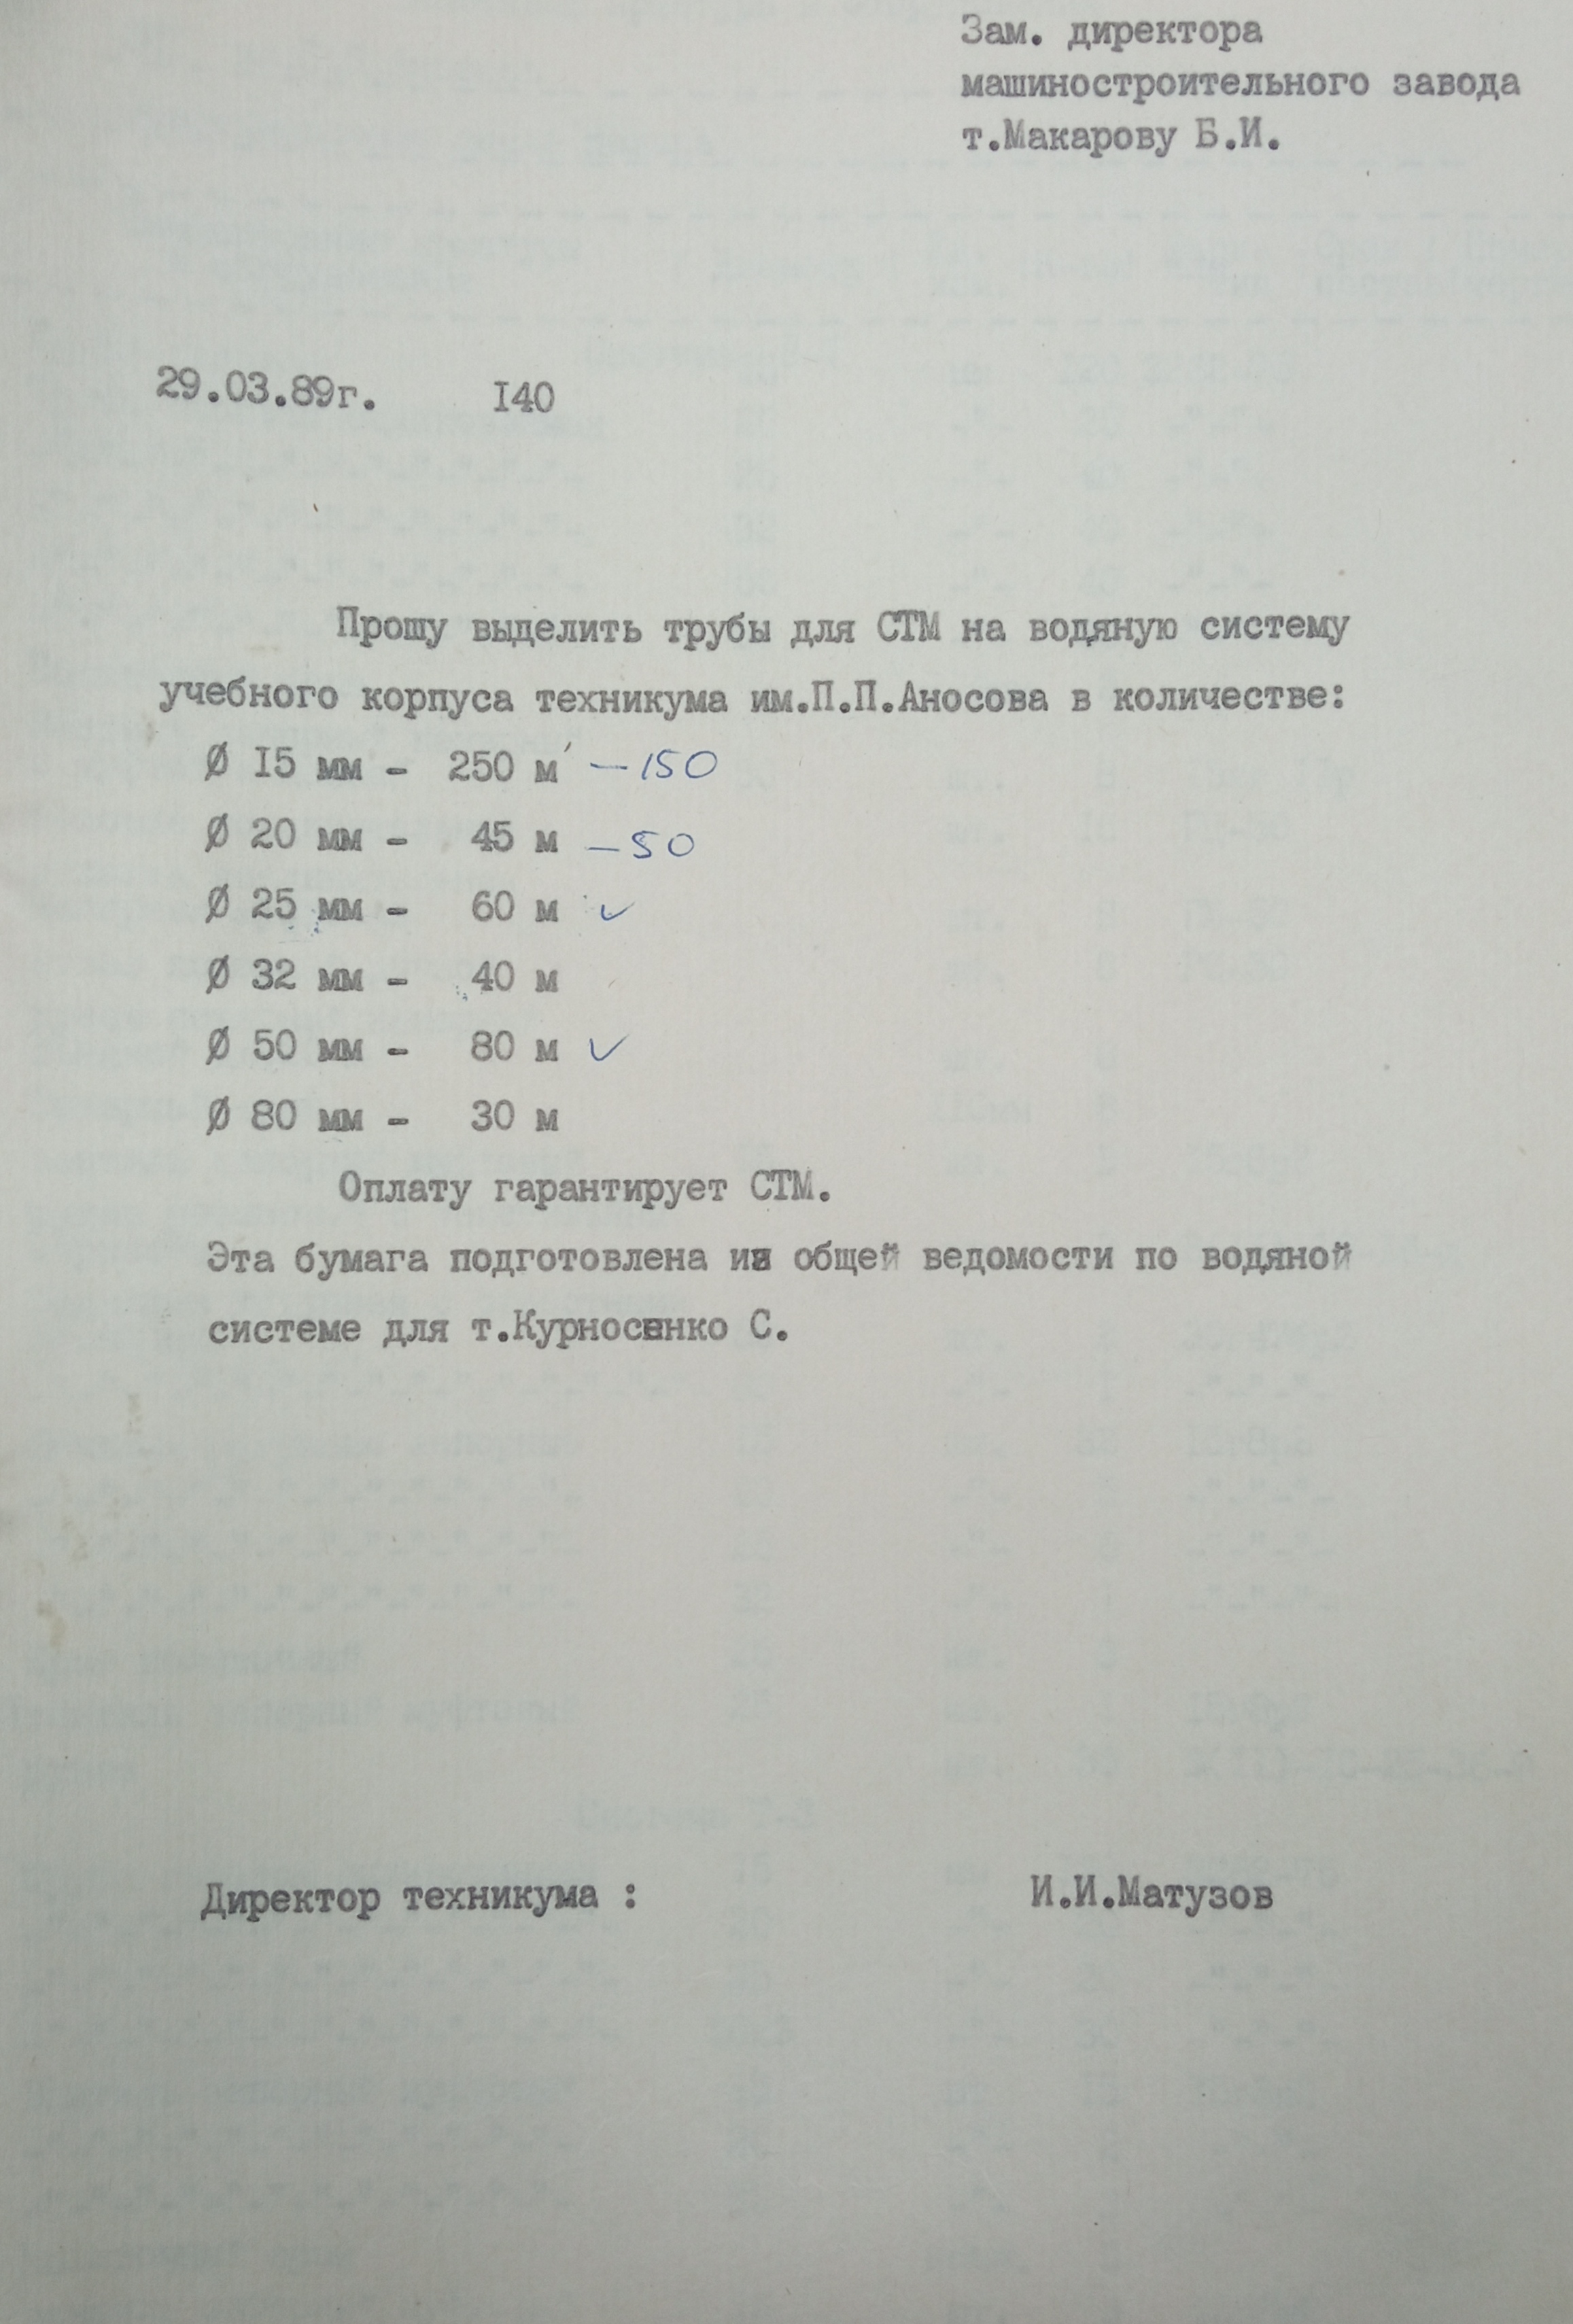 Зам. директора
машиностроительного завода
т.Макарову Б.И.
29.03.89г. I40
Прошу выделить трубы для СТМ на водяную систему
учебного корпуса техникума им.П.П.Аносова в количестве:
Ø I5 мм - 250 м - 150
Ø 20 мм - 45 м - 50
Ø 25 мм - 60 м ✓
Ø 32 мм - 40 м
Ø 50 мм - 80 м ✓
Ø 80 мм - 30 м
Оплату гарантирует СТМ.
Эта бумага подготовлена из общей ведомости по водяной
системе для т.Курносенко С.
Директор техникума : И.И.Матузов